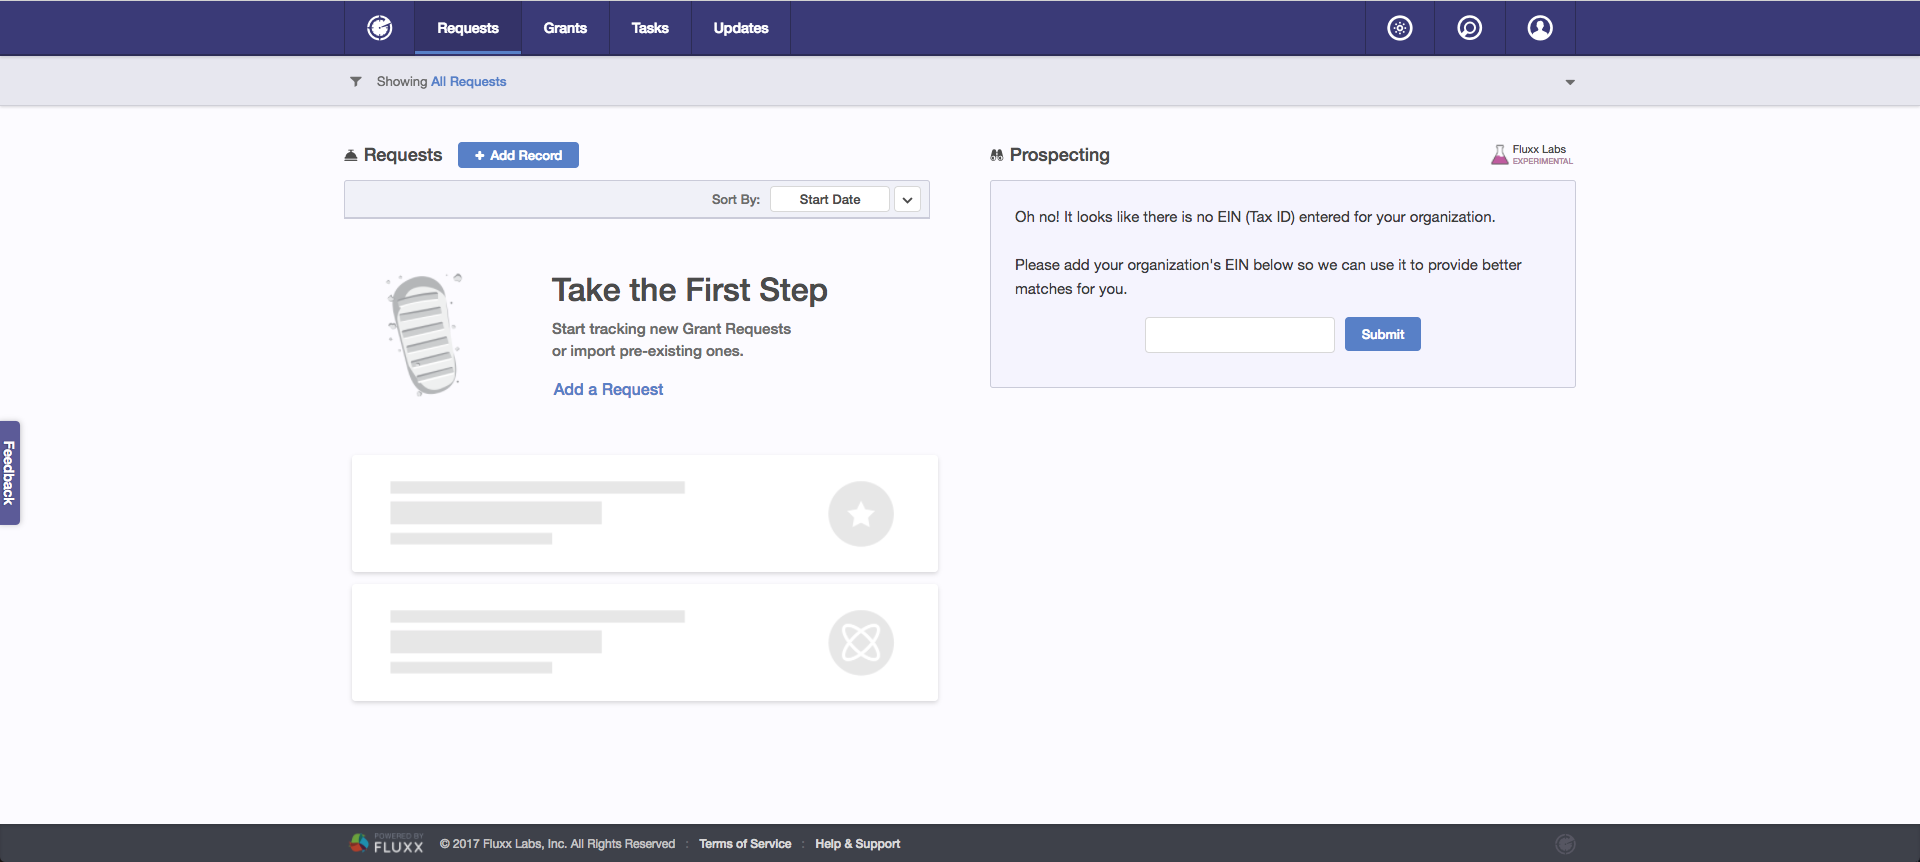 Requests
Grants
Tasks
Updates
Showing All Requests
Requests
+ Add Record
Sort By:
Start Date
Take the First Step
Start tracking new Grant Requests
or import pre-existing ones.
Add a Request
Prospecting
Fluxx Labs
EXPERIMENTAL
Oh no! It looks like there is no EIN (Tax ID) entered for your organization.
Please add your organization's EIN below so we can use it to provide better
matches for you.
Submit
Feedback
POWERED BY
FLUXX
© 2017 Fluxx Labs, Inc. All Rights Reserved : Terms of Service : Help & Support